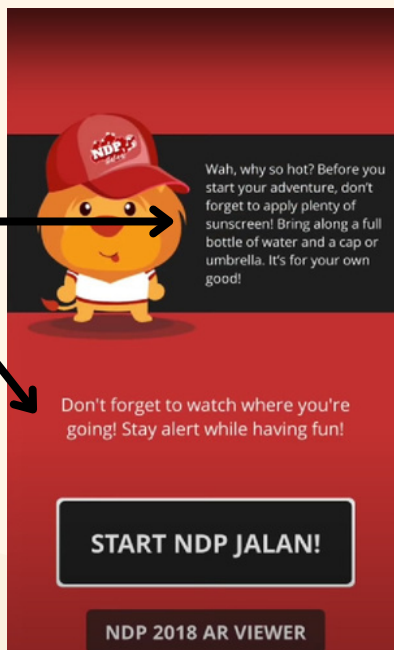 NDP
Wah, why so hot? Before you
start your adventure, don't
forget to apply plenty of
sunscreen! Bring along a full
bottle of water and a cap or
umbrella. It's for your own
good!
Don't forget to watch where you're
going! Stay alert while having fun!
START NDP JALAN!
NDP 2018 AR VIEWER